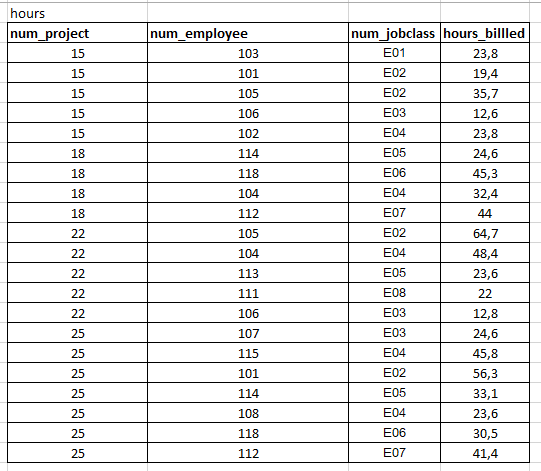 hours
num_project num_employee num_jobclass hours_billled
15 103 E01 23,8
15 101 E02 19,4
15 105 E02 35,7
15 106 E03 12,6
15 102 E04 23,8
18 114 E05 24,6
18 118 E06 45,3
18 104 E04 32,4
18 112 E07 44
22 105 E02 64,7
22 104 E04 48,4
22 113 E05 23,6
22 111 E08 22
22 106 E03 12,8
25 107 E03 24,6
25 115 E04 45,8
25 101 E02 56,3
25 114 E05 33,1
25 108 E04 23,6
25 118 E06 30,5
25 112 E07 41,4